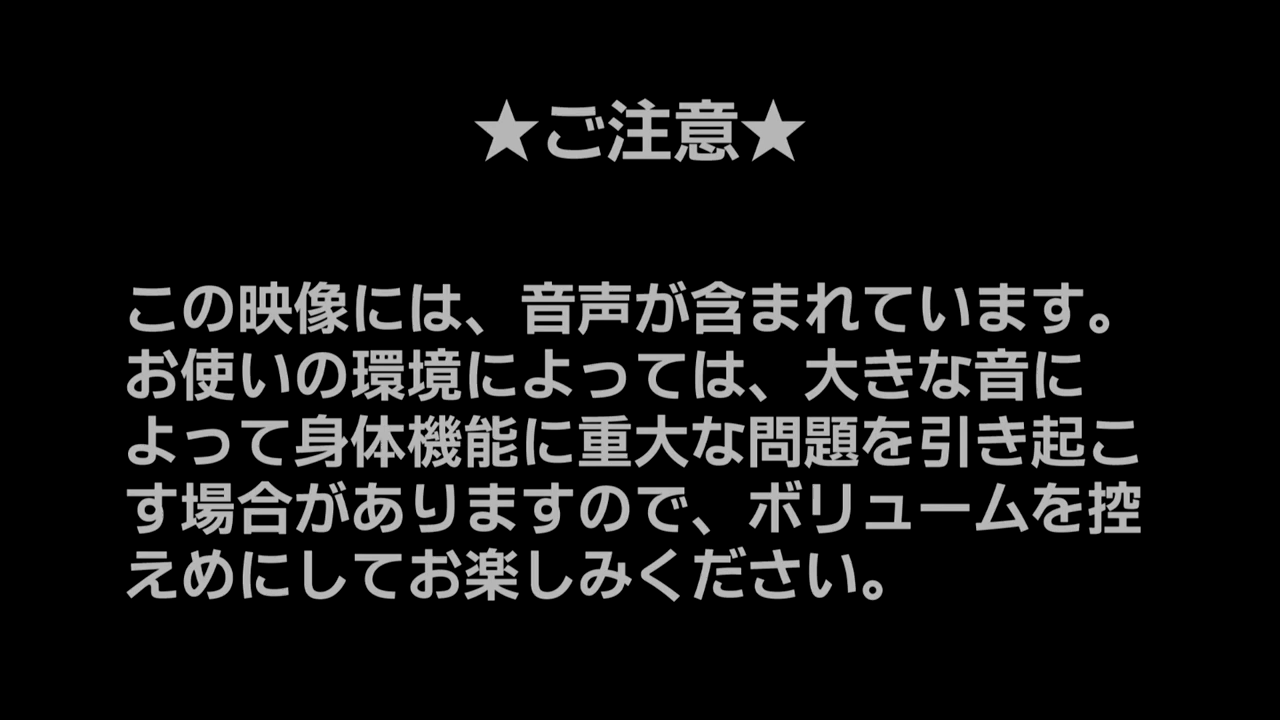 ★ご注意★
この映像には、音声が含まれています。
お使いの環境によっては、大きな音に
よって身体機能に重大な問題を引き起こ
す場合がありますので、ボリュームを控
えめにしてお楽しみください。